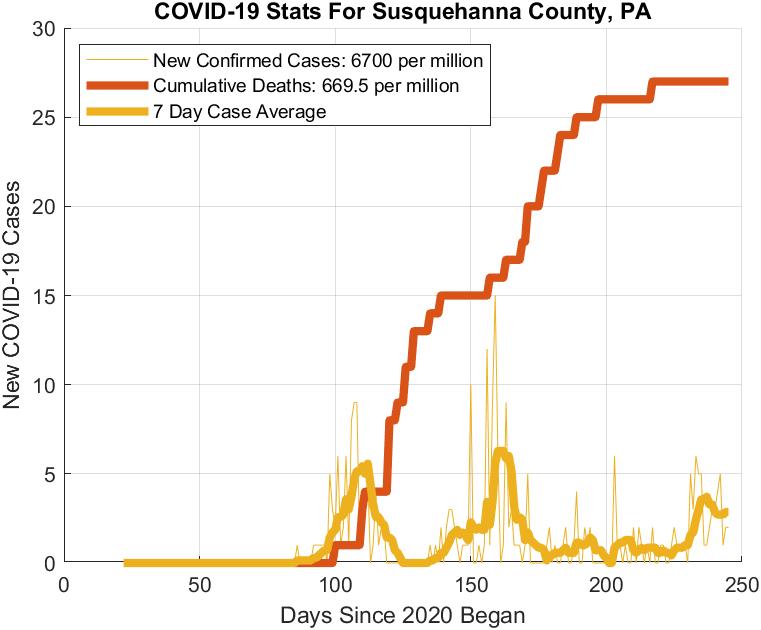 COVID-19 Stats For Susquehanna County, PA
30
New Confirmed Cases: 6700 per million
Cumulative Deaths: 669.5 per million
7 Day Case Average
25
20
15
10
5
0
New COVID-19 Cases
0 50 100 150 200 250
Days Since 2020 Began